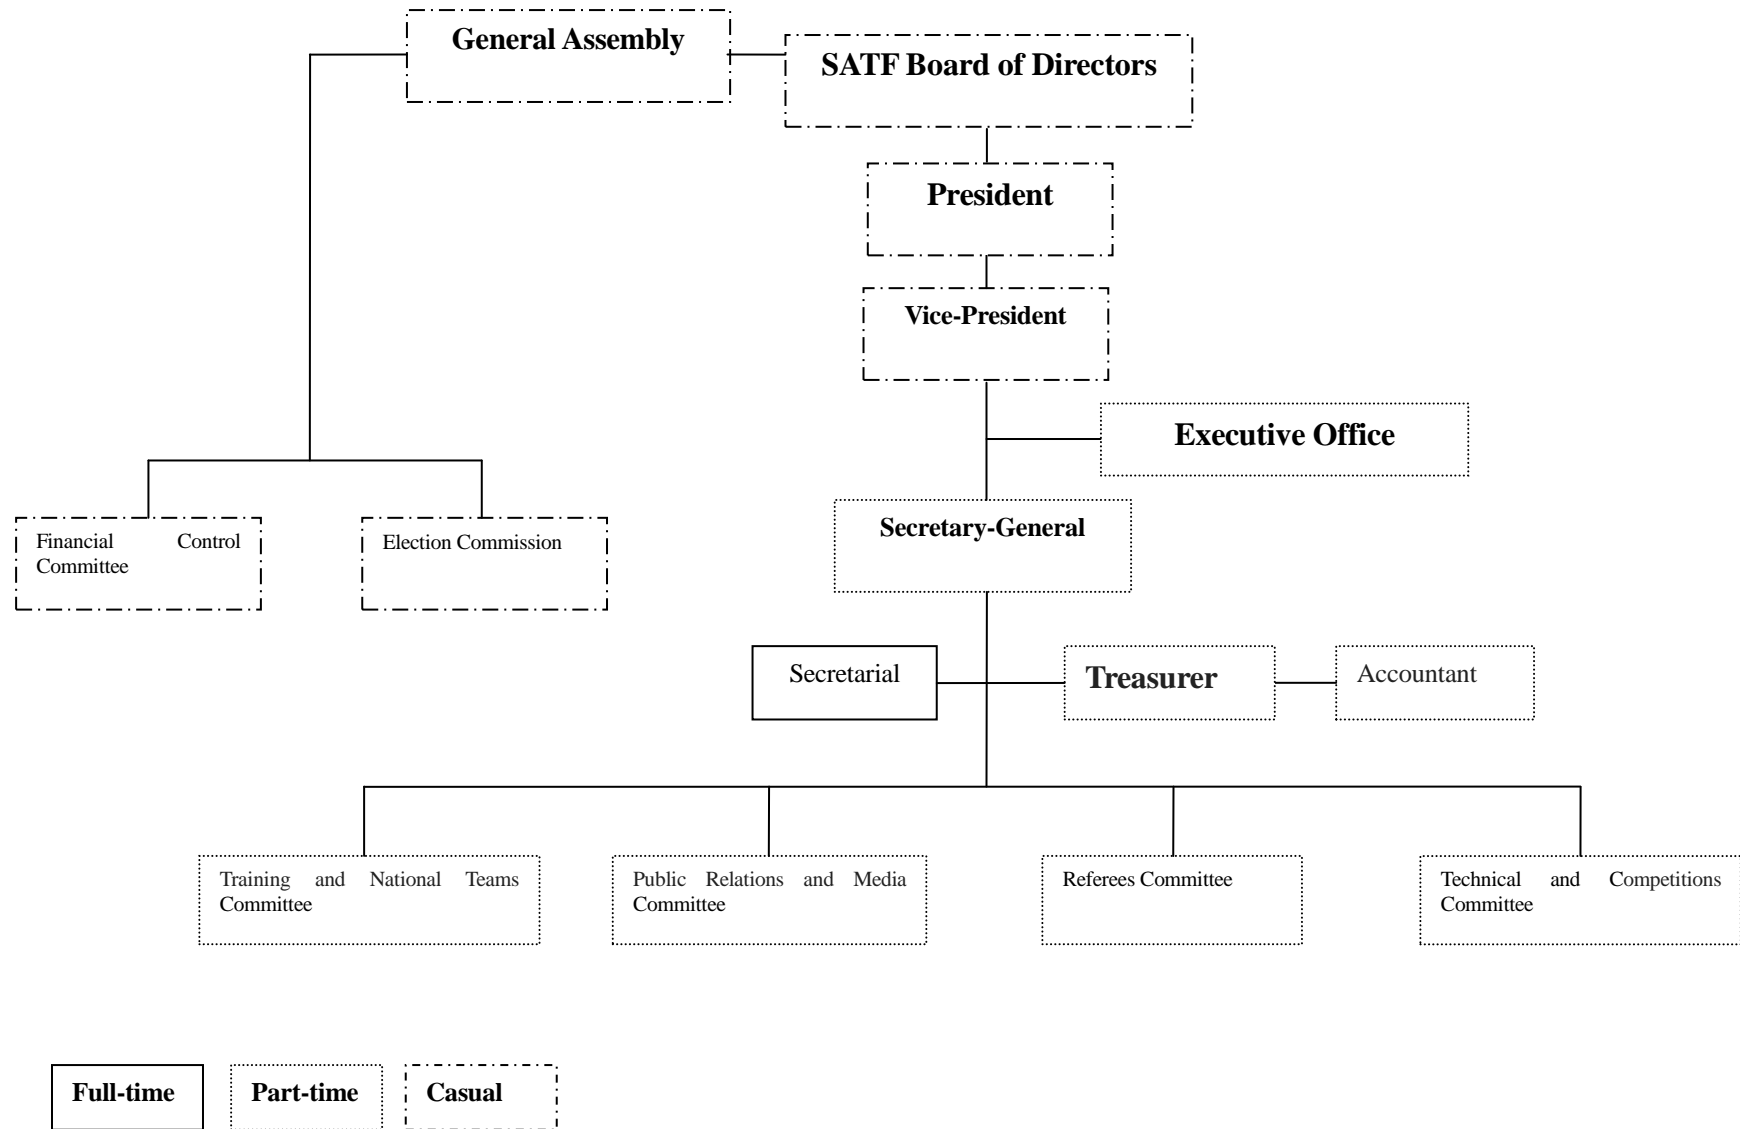 General Assembly
SATF Board of Directors
President
Vice-President
Executive Office
Secretary-General
Financial Control
Committee
Election Commission
Secretarial
Treasurer
Accountant
Training and National Teams
Committee
Public Relations and Media
Committee
Referees Committee
Technical and Competitions
Committee
Full-time
Part-time
Casual